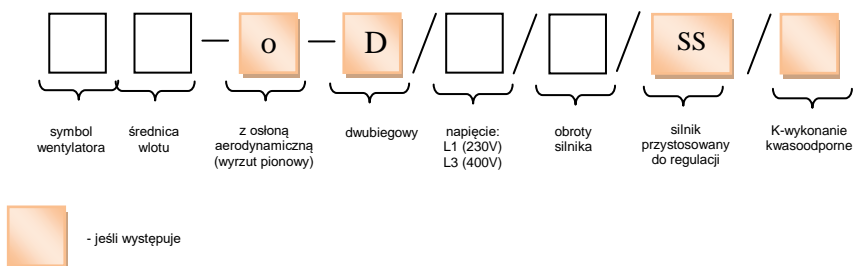 o D SS
symbol wentylatora
średnica wlotu
z osłoną aerodynamiczną (wyrzut pionowy)
dwubiegowy
napięcie:
L1 (230V)
L3 (400V)
obroty silnika
silnik przystosowany do regulacji
K-wykonanie kwasoodporne
- jeśli występuje